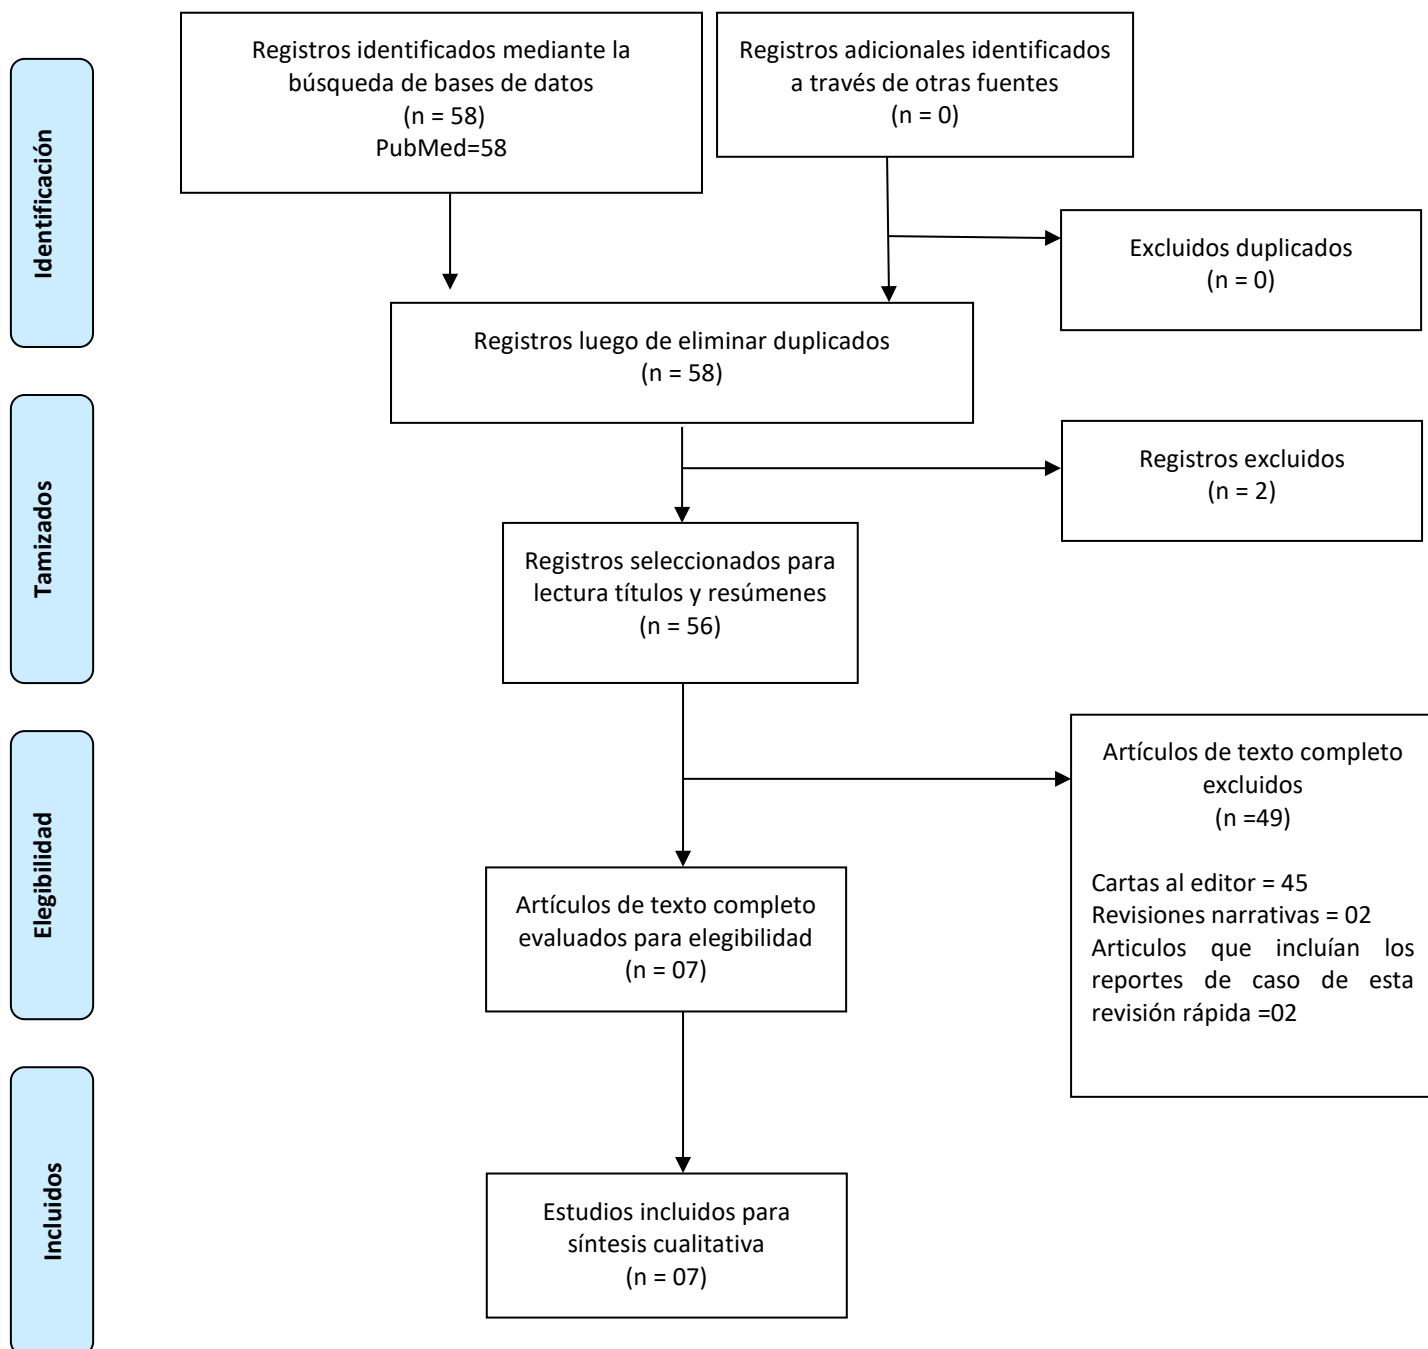 Identificación
Registros identificados mediante la
búsqueda de bases de datos
(n = 58)
PubMed=58
Registros adicionales identificados
a través de otras fuentes
(n = 0)
Excluidos duplicados
(n = 0)
Registros luego de eliminar duplicados
(n = 58)
Tamizados
Registros excluidos
(n = 2)
Registros seleccionados para
lectura títulos y resúmenes
(n = 56)
Elegibilidad
Artículos de texto completo
excluidos
(n =49)
Cartas al editor = 45
Revisiones narrativas = 02
Articulos que incluían los
reportes de caso de esta
revisión rápida =02
Artículos de texto completo
evaluados para elegibilidad
(n = 07)
Incluidos
Estudios incluidos para
síntesis cualitativa
(n = 07)